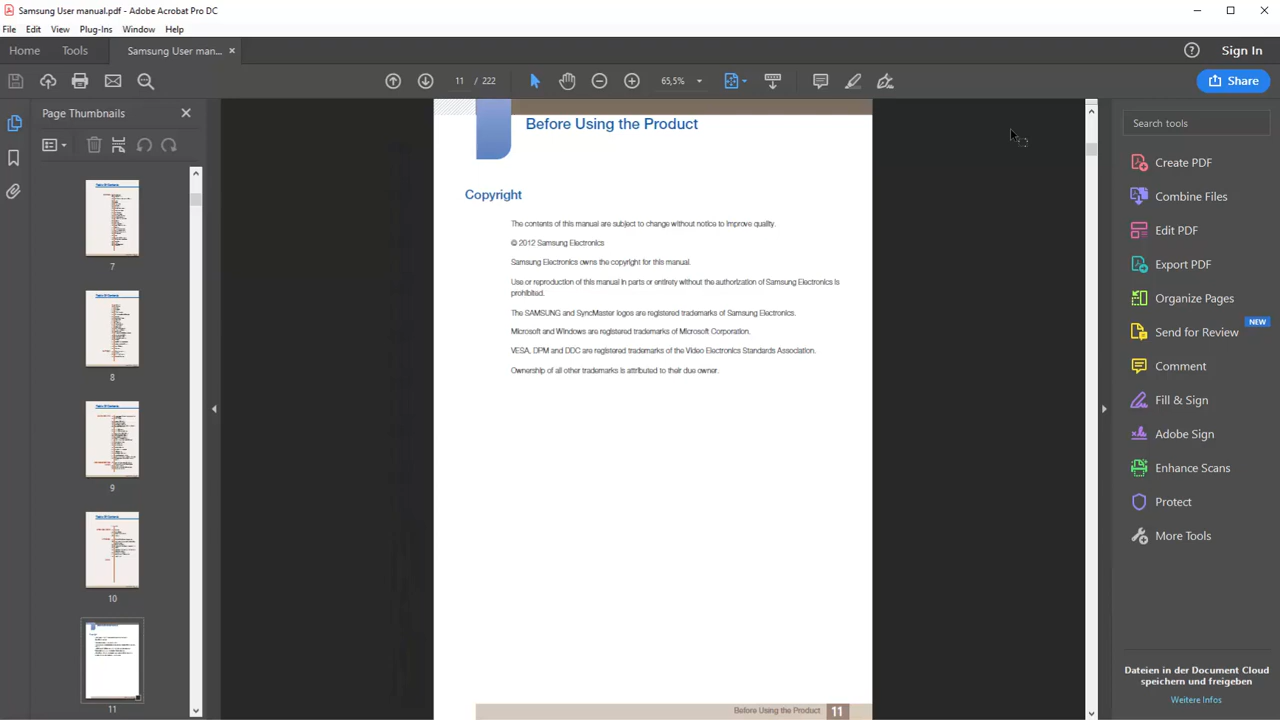 Samsung User manual.pdf - Adobe Acrobat Pro DC
File Edit View Plug-Ins Window Help
Home Tools Samsung User man... ×
Sign In
11 / 222
65,5%
Share
Page Thumbnails
7
8
9
10
11
Before Using the Product
Copyright
The contents of this manual are subject to change without notice to improve quality.
© 2012 Samsung Electronics
Samsung Electronics owns the copyright for this manual.
Use or reproduction of this manual in parts or entirety without the authorization of Samsung Electronics is
prohibited.
The SAMSUNG and SyncMaster logos are registered trademarks of Samsung Electronics.
Microsoft and Windows are registered trademarks of Microsoft Corporation.
VESA, DPM and DDC are registered trademarks of the Video Electronics Standards Association.
Ownership of all other trademarks is attributed to their due owner.
Before Using the Product 11
Search tools
Create PDF
Combine Files
Edit PDF
Export PDF
Organize Pages
NEW
Send for Review
Comment
Fill & Sign
Adobe Sign
Enhance Scans
Protect
More Tools
Dateien in der Document Cloud
speichern und freigeben
Weitere Infos